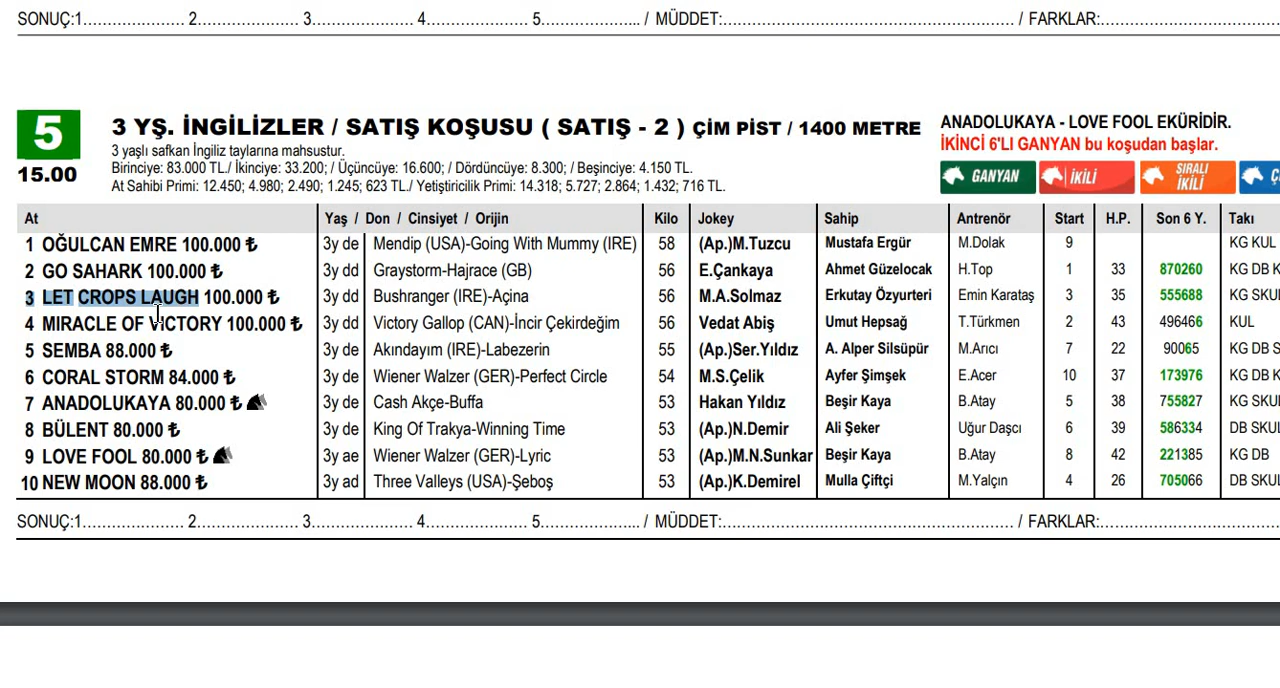 SONUÇ:1........................ 2........................ 3........................ 4........................ 5........................ / MÜDDET:.................................................................... / FARKLAR:..........................................
5
15.00
3 YŞ. İNGİLİZLER / SATIŞ KOŞUSU ( SATIŞ - 2 ) ÇİM PİST / 1400 METRE
3 yaşlı safkan İngiliz taylarına mahsustur.
Birinciye: 83.000 TL./ İkinciye: 33.200; / Üçüncüye: 16.600; / Dördüncüye: 8.300; / Beşinciye: 4.150 TL.
At Sahibi Primi: 12.450; 4.980; 2.490; 1.245; 623 TL./ Yetiştiricilik Primi: 14.318; 5.727; 2.864; 1.432; 716 TL.
ANADOLUKAYA - LOVE FOOL EKÜRİDİR.
İKİNCİ 6'LI GANYAN bu koşudan başlar.
GANYAN İKİLİ SIRALI İKİLİ Ç
At Yaş / Don / Cinsiyet / Orijin Kilo Jokey Sahip Antrenör Start H.P. Son 6 Y. Takı
1 OĞULCAN EMRE 100.000 ₺ 3y de Mendip (USA)-Going With Mummy (IRE) 58 (Ap.)M.Tuzcu Mustafa Ergür M.Dolak 9 KG KUL
2 GO SAHARK 100.000 ₺ 3y dd Graystorm-Hajrace (GB) 56 E.Çankaya Ahmet Güzelocak H.Top 1 33 870260 KG DB K
3 LET CROPS LAUGH 100.000 ₺ 3y dd Bushranger (IRE)-Açina 56 M.A.Solmaz Erkutay Özyurteri Emin Karataş 3 35 555688 KG SKU
4 MIRACLE OF VICTORY 100.000 ₺ 3y dd Victory Gallop (CAN)-İncir Çekirdeğim 56 Vedat Abiş Umut Hepsağ T.Türkmen 2 43 496466 KUL
5 SEMBA 88.000 ₺ 3y de Akındayım (IRE)-Labezerin 55 (Ap.)Ser.Yıldız A. Alper Silsüpür M.Arıcı 7 22 90065 KG DB S
6 CORAL STORM 84.000 ₺ 3y de Wiener Walzer (GER)-Perfect Circle 54 M.S.Çelik Ayfer Şimşek E.Acer 10 37 173976 KG DB K
7 ANADOLUKAYA 80.000 ₺ 3y de Cash Akçe-Buffa 53 Hakan Yıldız Beşir Kaya B.Atay 5 38 755827 KG SKU
8 BÜLENT 80.000 ₺ 3y de King Of Trakya-Winning Time 53 (Ap.)N.Demir Ali Şeker Uğur Daşcı 6 39 586334 DB SKUL
9 LOVE FOOL 80.000 ₺ 3y ae Wiener Walzer (GER)-Lyric 53 (Ap.)M.N.Sunkar Beşir Kaya B.Atay 8 42 221385 KG DB
10 NEW MOON 88.000 ₺ 3y ad Three Valleys (USA)-Şeboş 53 (Ap.)K.Demirel Mulla Çiftçi M.Yalçın 4 26 705066 DB SKUL
SONUÇ:1........................ 2........................ 3........................ 4........................ 5........................ / MÜDDET:.................................................................... / FARKLAR:..........................................